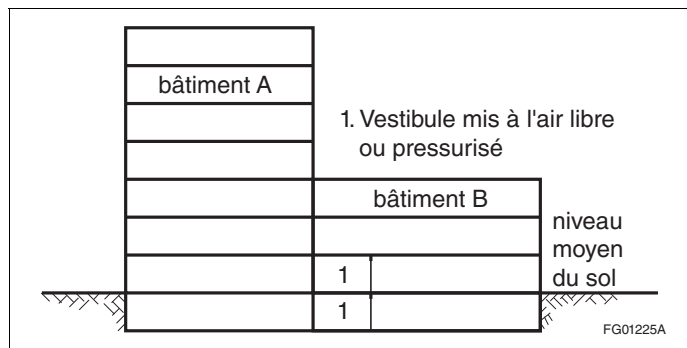 bâtiment A
1. Vestibule mis à l'air libre
ou pressurisé
bâtiment B
niveau
moyen
du sol
1
1
FG01225A